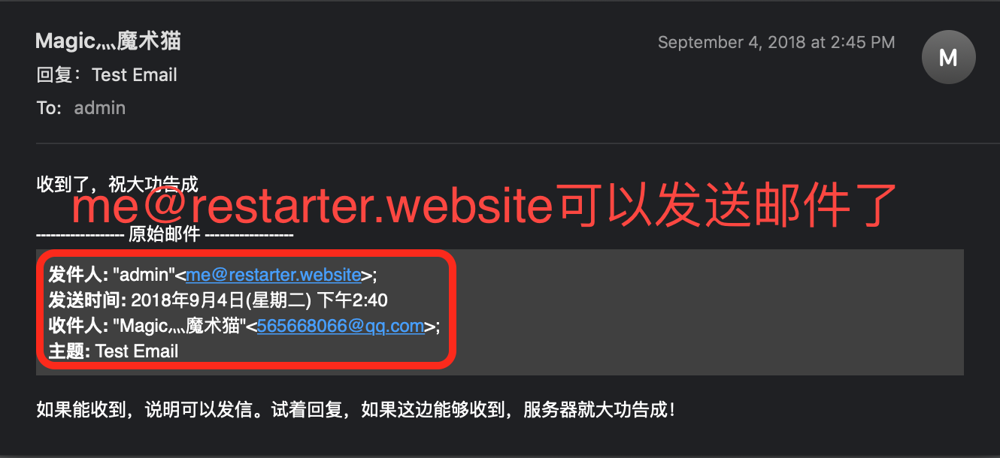 Magic灬魔术猫
September 4, 2018 at 2:45 PM
M
回复：Test Email
To: admin
收到了，祝大功告成
me@restarter.website可以发送邮件了
------------------ 原始邮件 ------------------
发件人: "admin"<me@restarter.website>;
发送时间: 2018年9月4日(星期二) 下午2:40
收件人: "Magic灬魔术猫"<565668066@qq.com>;
主题: Test Email
如果能收到，说明可以发信。试着回复，如果这边能够收到，服务器就大功告成！